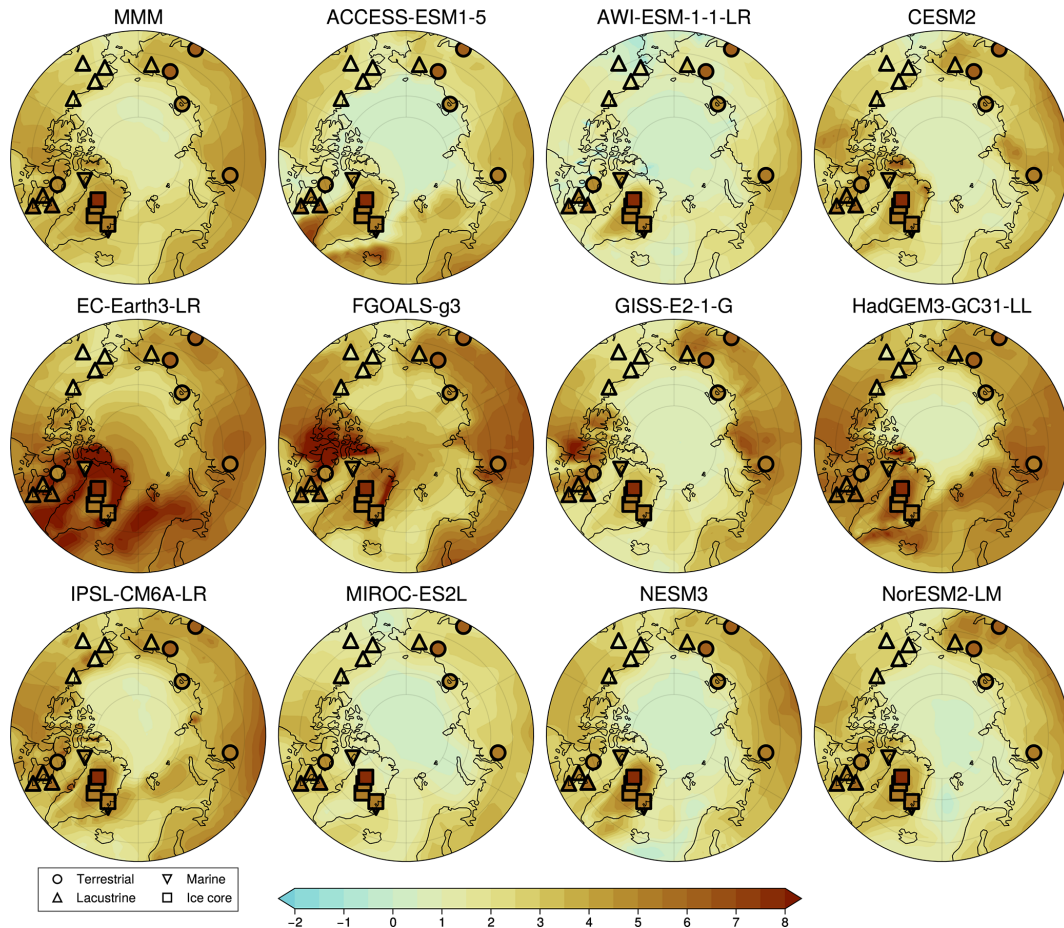 MMM ACCESS-ESM1-5 AWI-ESM-1-1-LR CESM2
EC-Earth3-LR FGOALS-g3 GISS-E2-1-G HadGEM3-GC31-LL
IPSL-CM6A-LR MIROC-ES2L NESM3 NorESM2-LM
Terrestrial Marine
Lacustrine Ice core
−2 −1 0 1 2 3 4 5 6 7 8